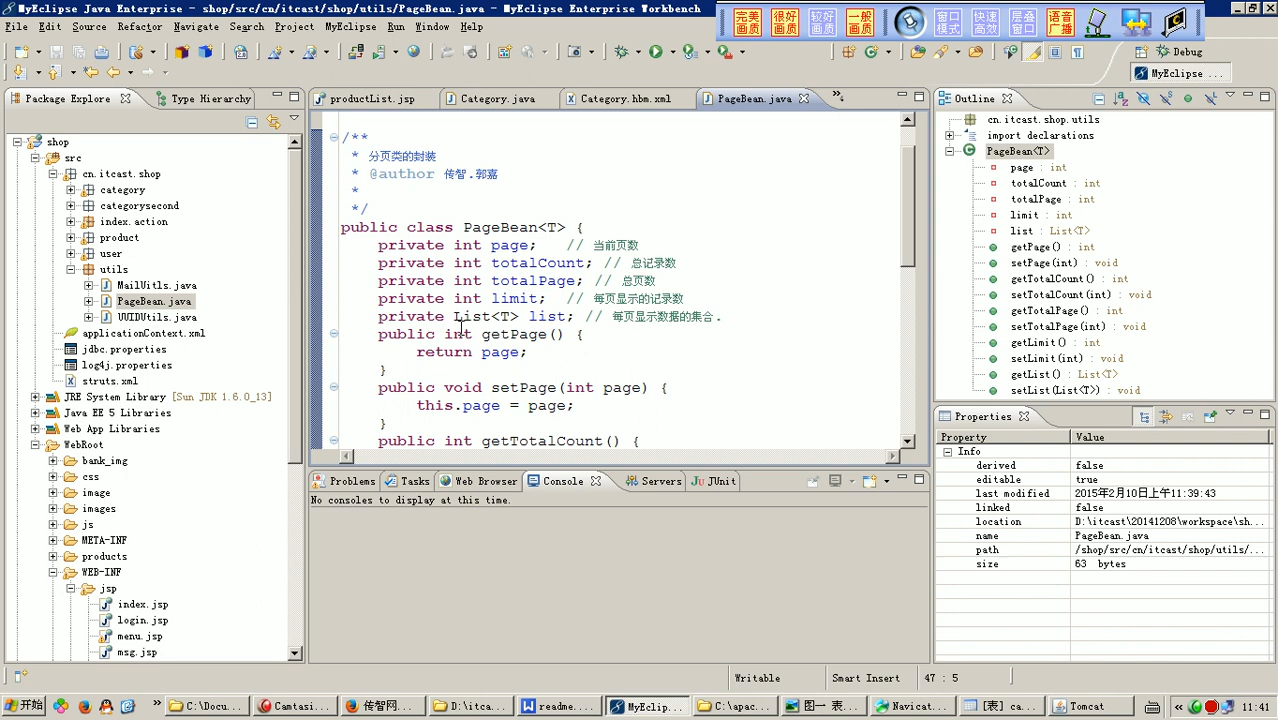 MyEclipse Java Enterprise - shop/src/cn/itcast/shop/utils/PageBean.java - MyEclipse Enterprise Workbench
完美画质 很好画质 较好画质 一般画质 窗口模式 快速高效 层叠窗口 语音广播
File Edit Source Refactor Navigate Search Project MyEclipse Run Window Help
Debug
MyEclipse ...
Package Explore
Type Hierarchy
shop
src
cn.itcast.shop
category
categorysecond
index.action
product
user
utils
MailUitls.java
PageBean.java
UUIDUtils.java
applicationContext.xml
jdbc.properties
log4j.properties
struts.xml
JRE System Library [Sun JDK 1.6.0_13]
Java EE 5 Libraries
Web App Libraries
WebRoot
bank_img
css
image
images
js
META-INF
products
WEB-INF
jsp
index.jsp
login.jsp
menu.jsp
msg.jsp
productList.jsp
Category.java
Category.hbm.xml
PageBean.java
/**
* 分页类的封装
* @author 传智.郭嘉
*
*/
public class PageBean<T> {
private int page; // 当前页数
private int totalCount; // 总记录数
private int totalPage; // 总页数
private int limit; // 每页显示的记录数
private List<T> list; // 每页显示数据的集合.
public int getPage() {
return page;
}
public void setPage(int page) {
this.page = page;
}
public int getTotalCount() {
Problems Tasks Web Browser Console Servers JUnit
No consoles to display at this time.
Outline
cn.itcast.shop.utils
import declarations
PageBean<T>
page : int
totalCount : int
totalPage : int
limit : int
list : List<T>
getPage() : int
setPage(int) : void
getTotalCount() : int
setTotalCount(int) : void
getTotalPage() : int
setTotalPage(int) : void
getLimit() : int
setLimit(int) : void
getList() : List<T>
setList(List<T>) : void
Properties
Property Value
Info
derived false
editable true
last modified 2015年2月10日上午11:39:43
linked false
location D:\itcast\20141208\workspace\sh...
name PageBean.java
path /shop/src/cn/itcast/shop/utils/...
size 63 bytes
Writable Smart Insert 47 : 5
开始 C:\Docu... Camtasi... 传智网... D:\itca... readme.... MyEclip... C:\apac... 图一 表... Navicat... [表] ca... Tomcat 11:41